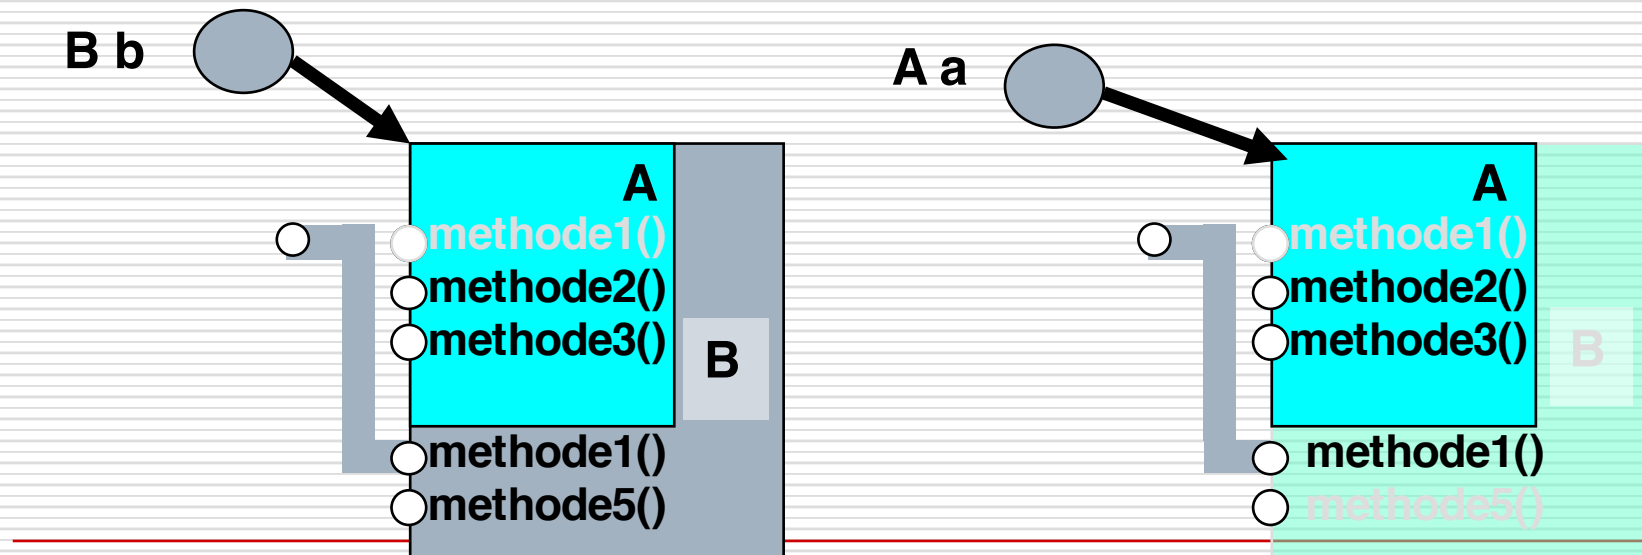 B b
A
methode1()
methode2()
methode3()
B
methode1()
methode5()
A a
A
methode1()
methode2()
methode3()
B
methode1()
methode5()